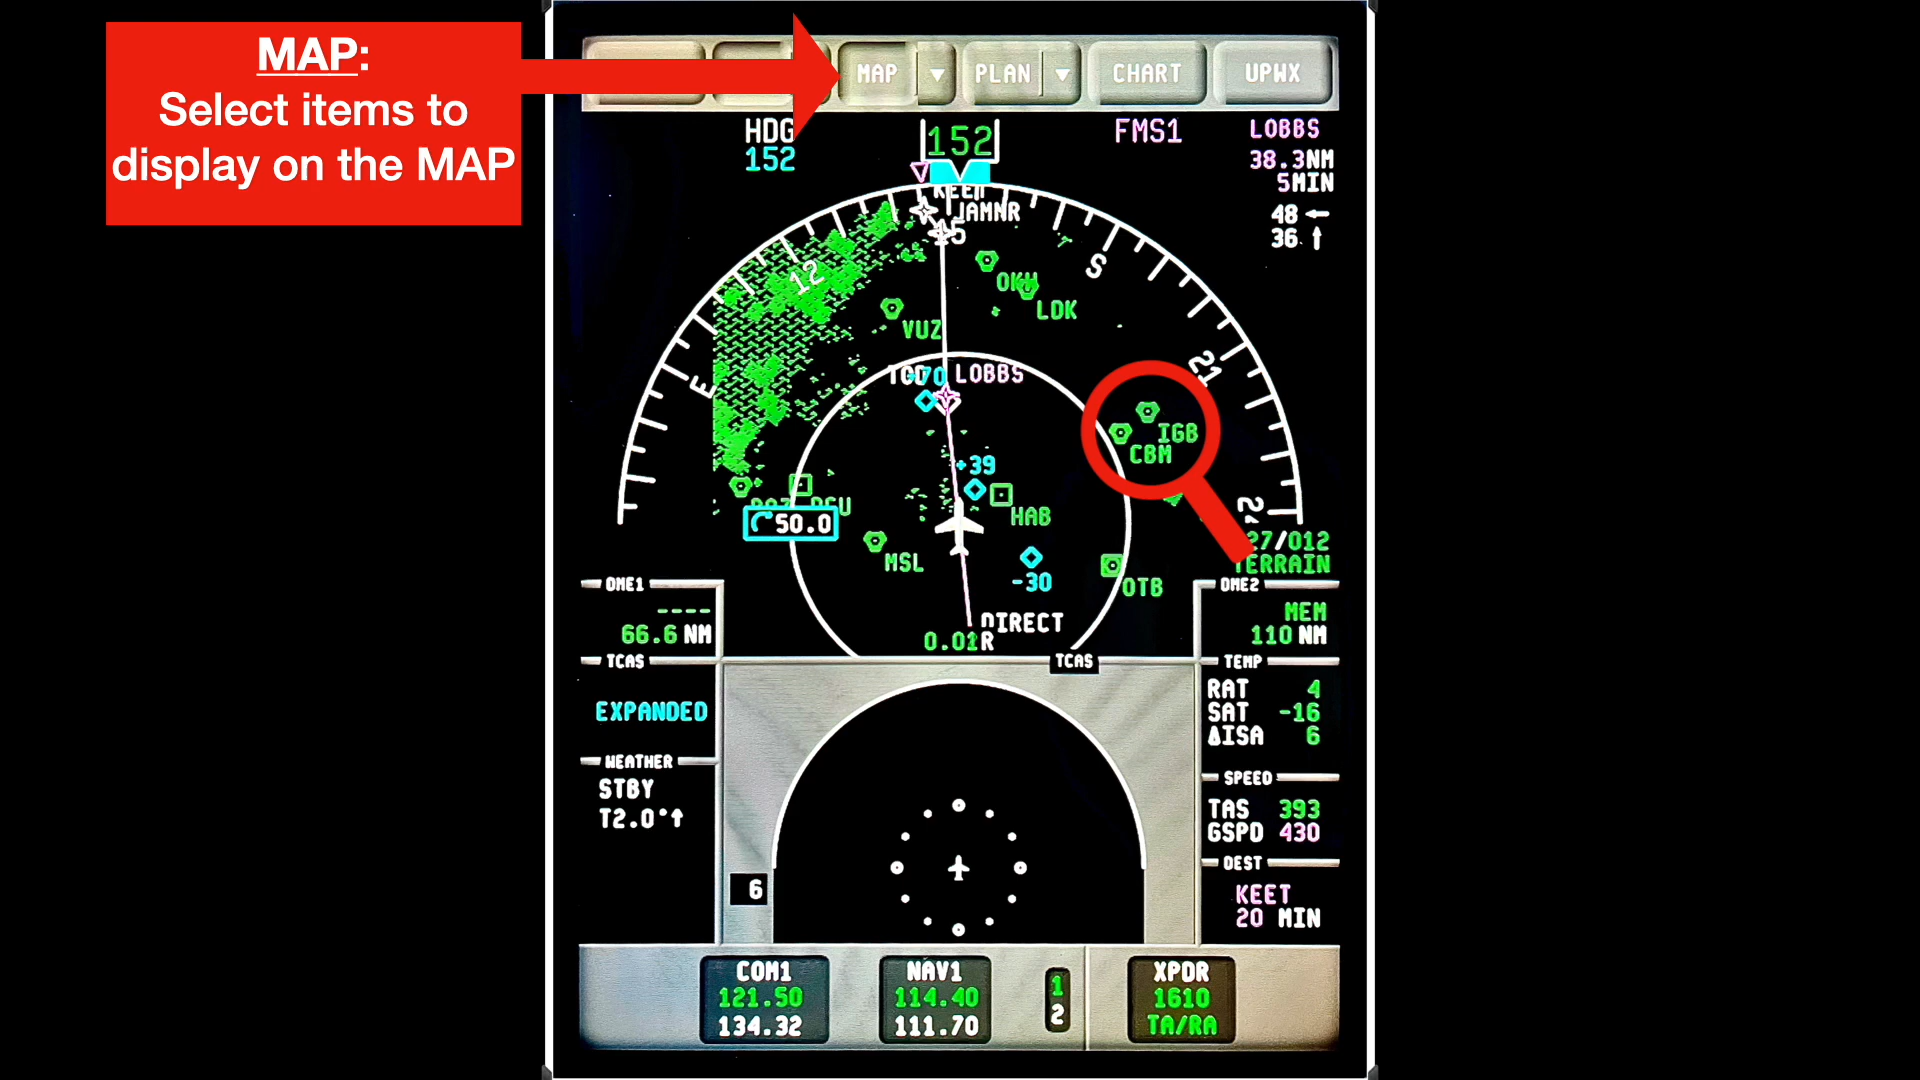 MAP:
Select items to
display on the MAP
MAP
PLAN
CHART
UPWX
HDG
152
152
FMS1
LOBBS
38.3NM
5MIN
48 ←
36 ↑
JAMNR
12
S
LDK
VUZ
E
21
+70
LOBBS
IGB
CBM
+39
50.0
HAB
MSL
-30
OTB
/012
TERRAIN
DIRECT
DME1
----
66.6 NM
DME2
MEM
110 NM
TCAS
EXPANDED
TCAS
TEMP
RAT 4
SAT -16
ΔISA 6
WEATHER
STBY
T2.0°↑
SPEED
TAS 393
GSPD 430
DEST
KEET
20 MIN
6
COM1
121.50
134.32
NAV1
114.40
111.70
1
2
XPDR
1610
TA/RA